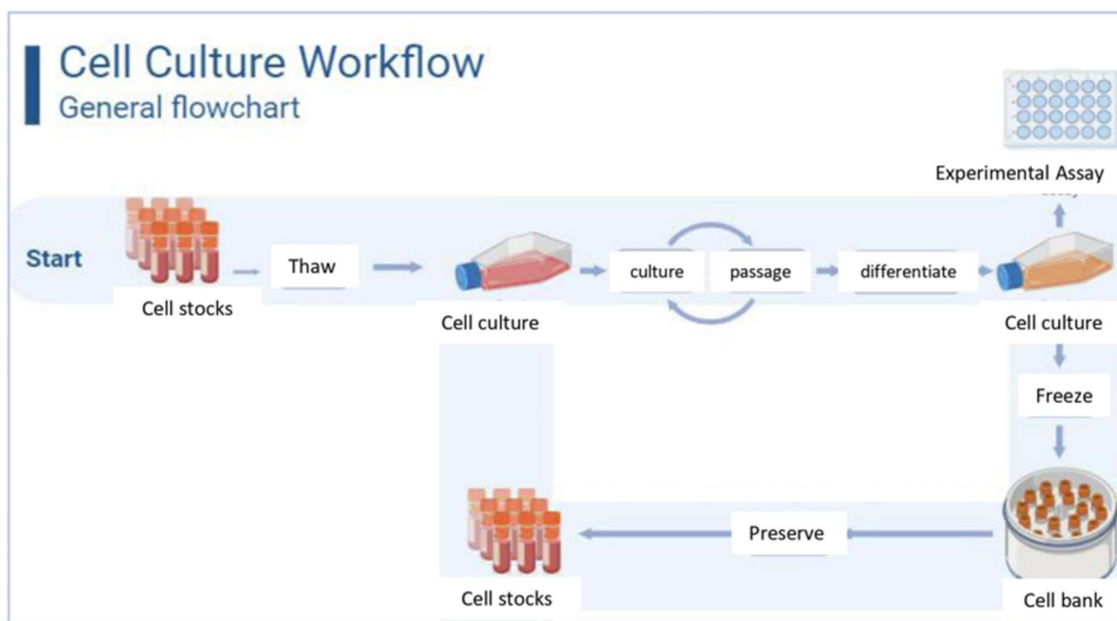 Cell Culture Workflow
General flowchart
Experimental Assay
Start
Thaw
culture
passage
differentiate
Cell stocks
Cell culture
Cell culture
Freeze
Preserve
Cell stocks
Cell bank